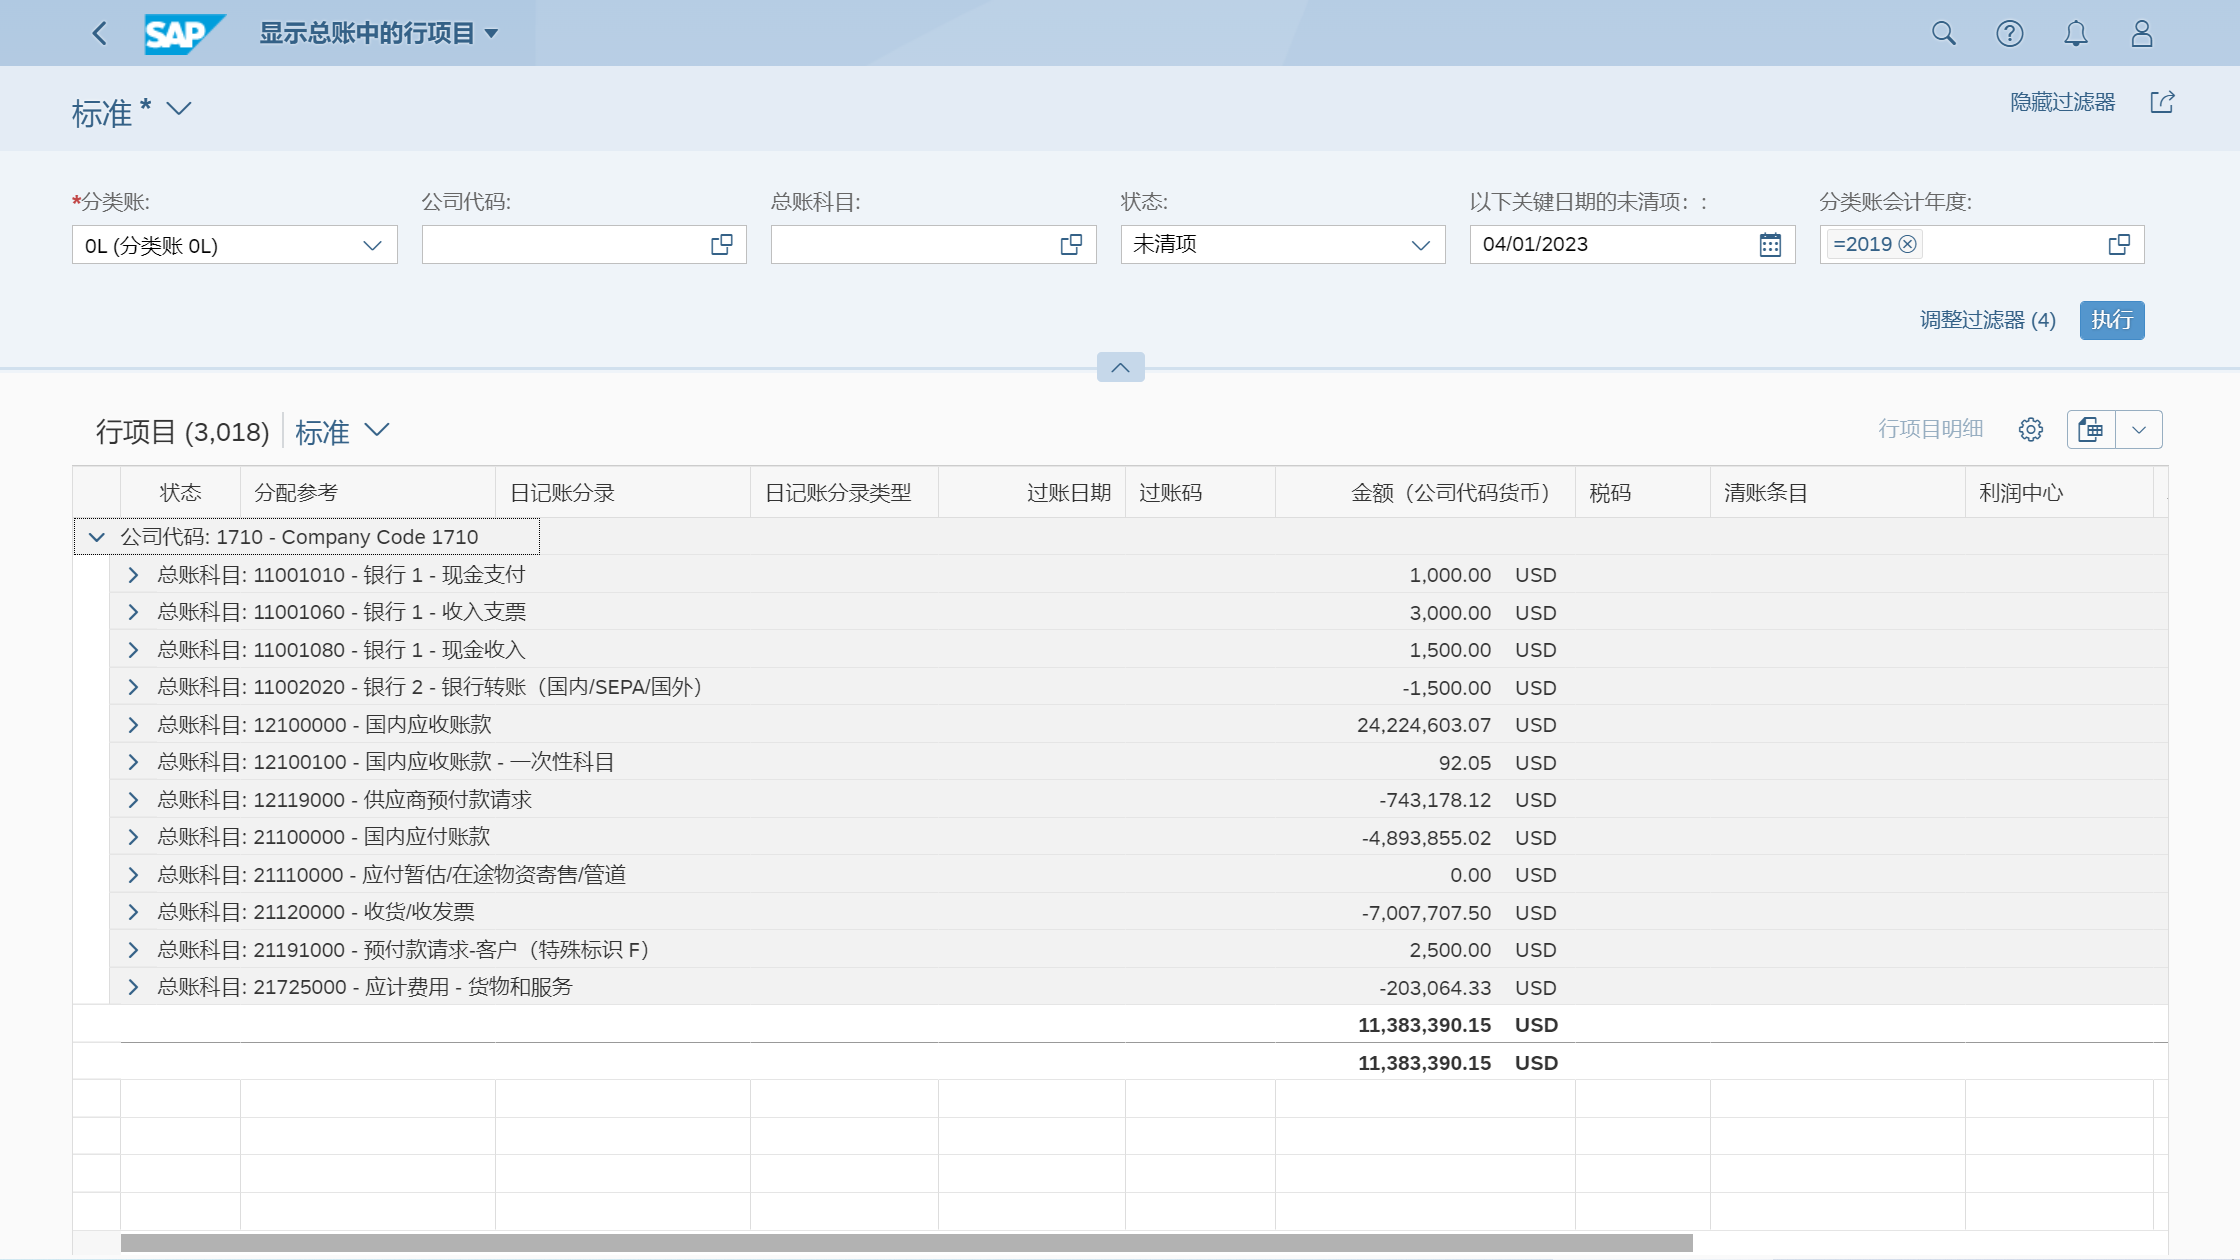 SAP 显示总账中的行项目
标准 *
隐藏过滤器
*分类账: 公司代码: 总账科目: 状态: 以下关键日期的未清项：: 分类账会计年度:
0L (分类账 0L) 未清项 04/01/2023 =2019
调整过滤器 (4) 执行
行项目 (3,018) 标准 行项目明细
状态 分配参考 日记账分录 日记账分录类型 过账日期 过账码 金额（公司代码货币） 税码 清账条目 利润中心
公司代码: 1710 - Company Code 1710
总账科目: 11001010 - 银行 1 - 现金支付 1,000.00 USD
总账科目: 11001060 - 银行 1 - 收入支票 3,000.00 USD
总账科目: 11001080 - 银行 1 - 现金收入 1,500.00 USD
总账科目: 11002020 - 银行 2 - 银行转账（国内/SEPA/国外） -1,500.00 USD
总账科目: 12100000 - 国内应收账款 24,224,603.07 USD
总账科目: 12100100 - 国内应收账款 - 一次性科目 92.05 USD
总账科目: 12119000 - 供应商预付款请求 -743,178.12 USD
总账科目: 21100000 - 国内应付账款 -4,893,855.02 USD
总账科目: 21110000 - 应付暂估/在途物资寄售/管道 0.00 USD
总账科目: 21120000 - 收货/收发票 -7,007,707.50 USD
总账科目: 21191000 - 预付款请求-客户（特殊标识 F） 2,500.00 USD
总账科目: 21725000 - 应计费用 - 货物和服务 -203,064.33 USD
11,383,390.15 USD
11,383,390.15 USD